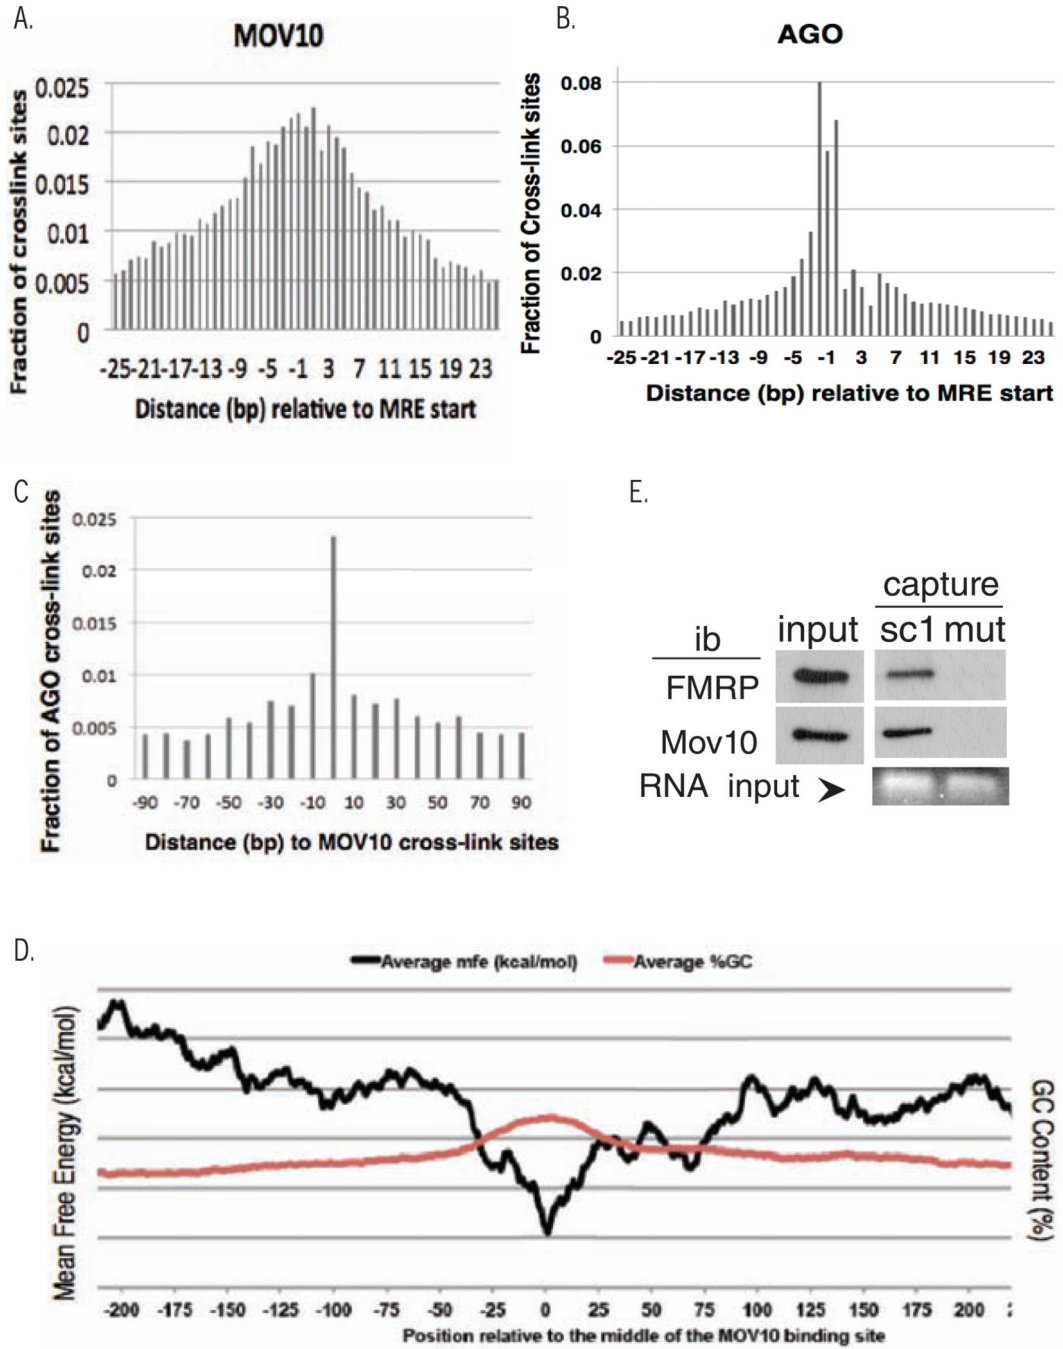 A.
MOV10
Fraction of crosslink sites
0.025
0.02
0.015
0.01
0.005
0
-25 -21 -17 -13 -9 -5 -1 3 7 11 15 19 23
Distance (bp) relative to MRE start
B.
AGO
Fraction of Cross-link sites
0.08
0.06
0.04
0.02
0
-25 -21 -17 -13 -9 -5 -1 3 7 11 15 19 23
Distance (bp) relative to MRE start
C
Fraction of AGO cross-link sites
0.025
0.02
0.015
0.01
0.005
0
-90 -70 -50 -30 -10 10 30 50 70 90
Distance (bp) to MOV10 cross-link sites
E.
capture
ib input sc1 mut
FMRP
Mov10
RNA input
D.
Average mfe (kcal/mol) Average %GC
Mean Free Energy (kcal/mol)
GC Content (%)
-200 -175 -150 -125 -100 -75 -50 -25 0 25 50 75 100 125 150 175 200
Position relative to the middle of the MOV10 binding site